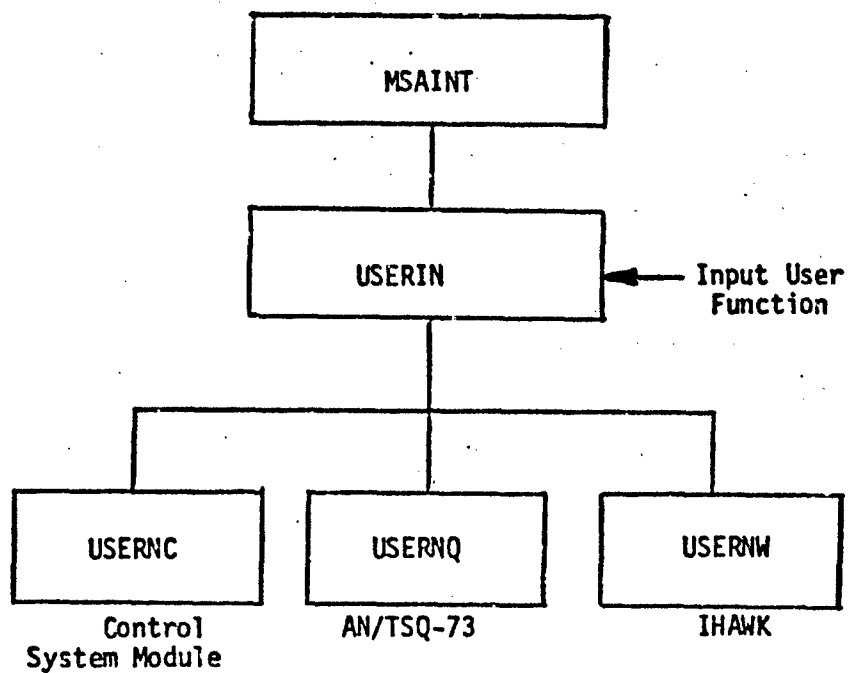 MSAINT
USERIN
Input User
Function
USERNC
USERNQ
USERNW
Control
System Module
AN/TSQ-73
IHAWK